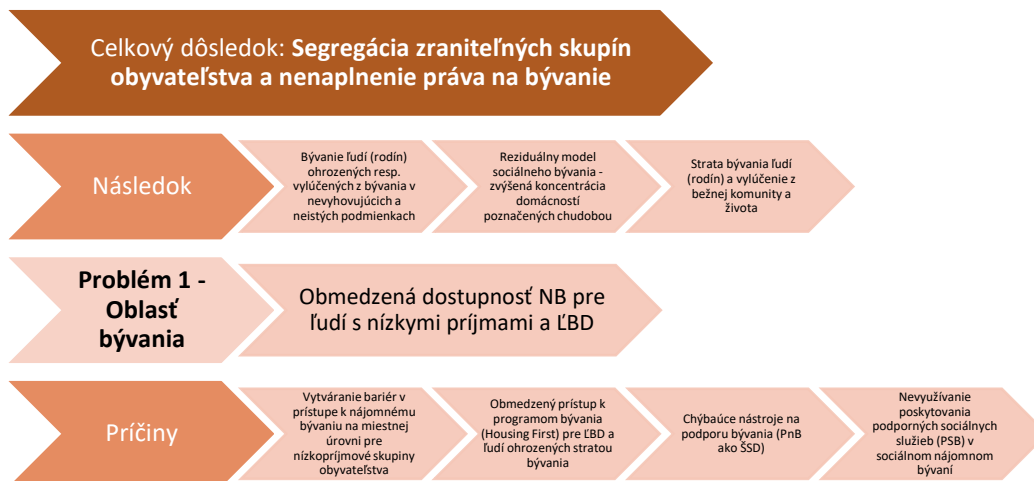 Celkový dôsledok: Segregácia zraniteľných skupín
obyvateľstva a nenaplnenie práva na bývanie
Následok
Bývanie ľudí (rodín)
ohrozených resp.
vylúčených z bývania v
nevyhovujúcich a
neistých podmienkach
Reziduálny model
sociálneho bývania -
zvýšená koncentrácia
domácností
poznačených chudobou
Strata bývania ľudí
(rodín) a vylúčenie z
bežnej komunity a
života
Problém 1 -
Oblasť
bývania
Obmedzená dostupnosť NB pre
ľudí s nízkymi príjmami a ĽBD
Príčiny
Vytváranie bariér v
prístupe k nájomnému
bývaniu na miestnej
úrovni pre
nízkopríjmové skupiny
obyvateľstva
Obmedzený prístup k
programom bývania
(Housing First) pre ĽBD a
ľudí ohrozených stratou
bývania
Chýbaúce nástroje na
podporu bývania (PnB
ako ŠSD)
Nevyužívanie
poskytovania
podporných sociálnych
služieb (PSB) v
sociálnom nájomnom
bývaní